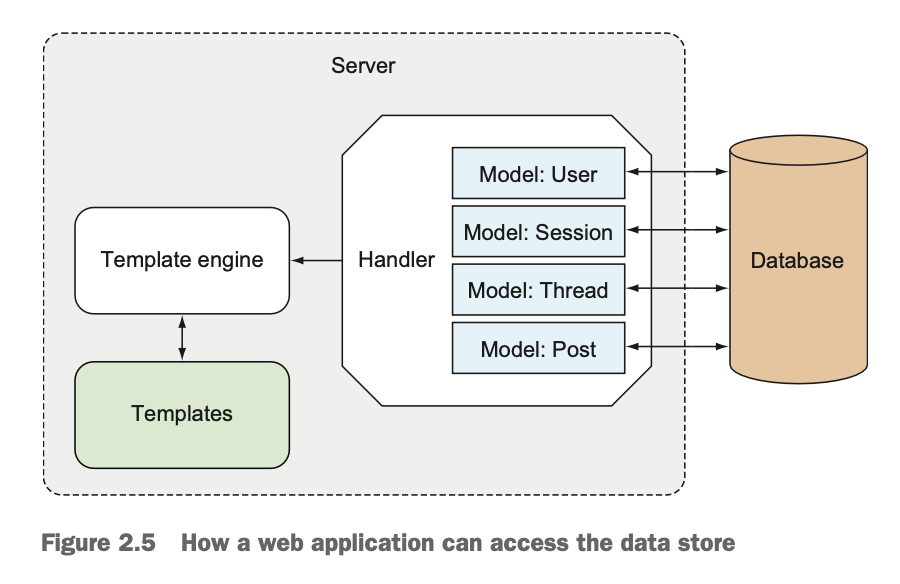 Server
Model: User
Model: Session
Template engine
Handler
Database
Model: Thread
Model: Post
Templates
Figure 2.5 How a web application can access the data store